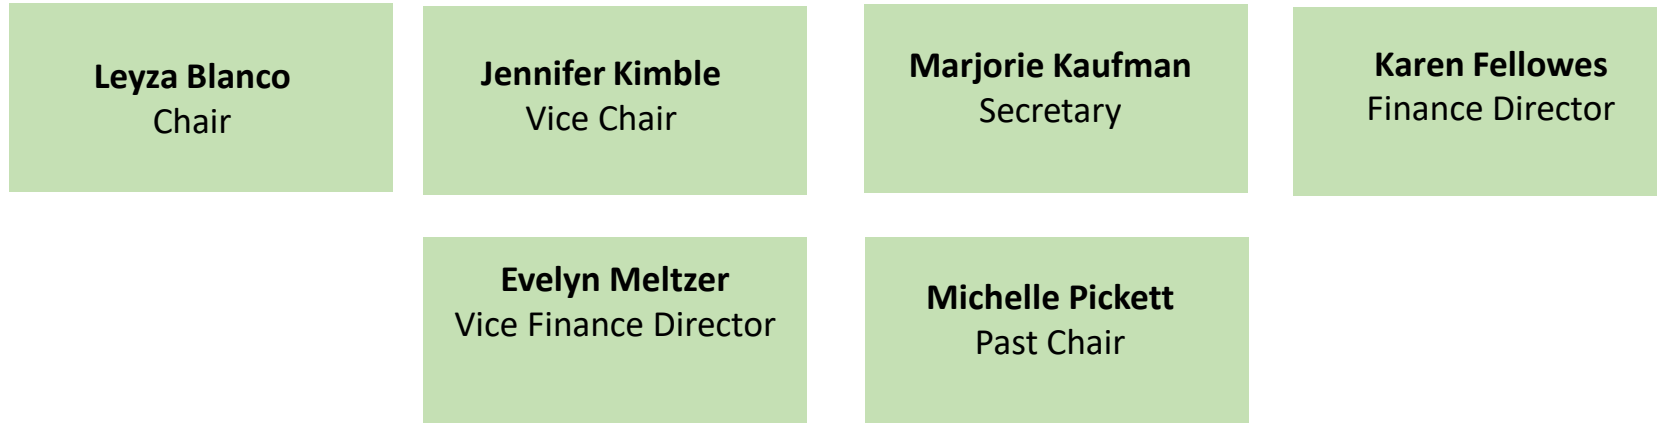 Leyza Blanco
Chair
Jennifer Kimble
Vice Chair
Marjorie Kaufman
Secretary
Karen Fellowes
Finance Director
Evelyn Meltzer
Vice Finance Director
Michelle Pickett
Past Chair